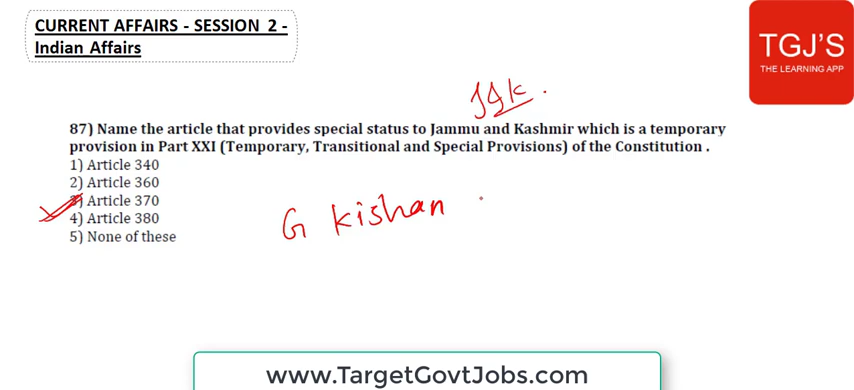 CURRENT AFFAIRS - SESSION 2 -
Indian Affairs
TGJ'S
THE LEARNING APP
J&K.
87) Name the article that provides special status to Jammu and Kashmir which is a temporary
provision in Part XXI (Temporary, Transitional and Special Provisions) of the Constitution .
1) Article 340
2) Article 360
3) Article 370
4) Article 380
5) None of these
G Kishan
www.TargetGovtJobs.com